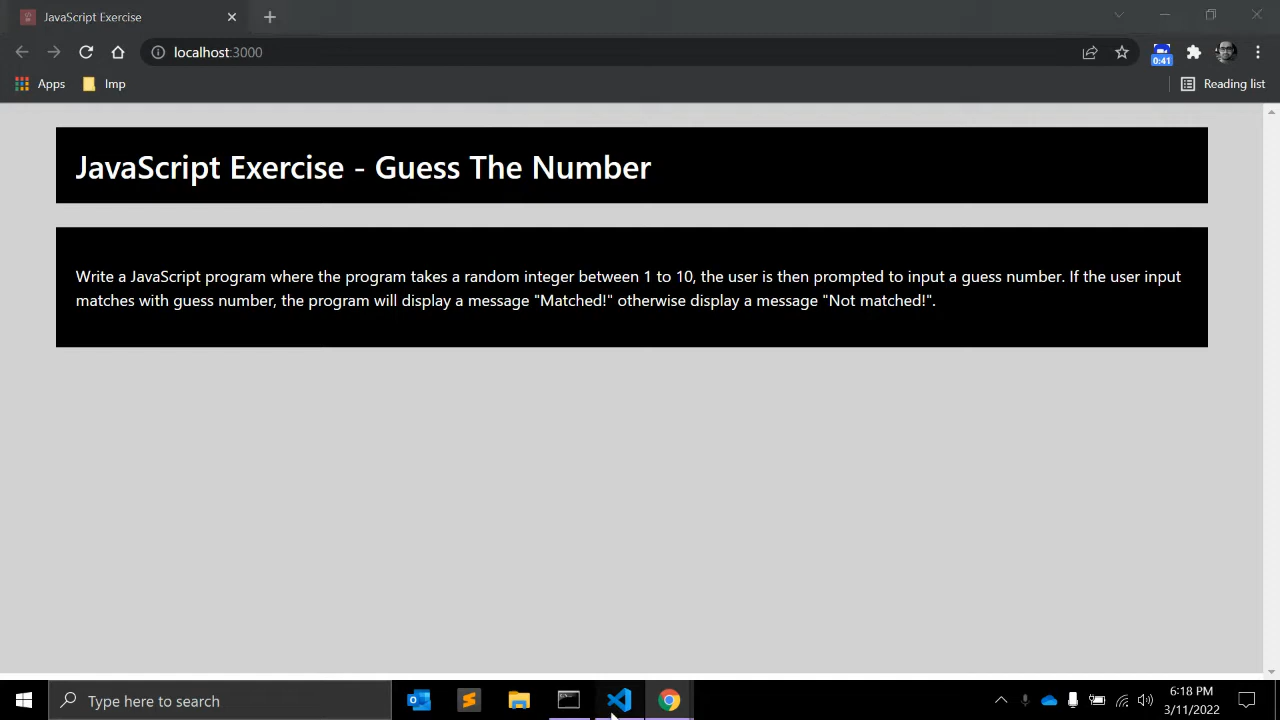 JavaScript Exercise
localhost:3000
0:41
Apps
Imp
Reading list
JavaScript Exercise - Guess The Number
Write a JavaScript program where the program takes a random integer between 1 to 10, the user is then prompted to input a guess number. If the user input
matches with guess number, the program will display a message "Matched!" otherwise display a message "Not matched!".
Type here to search
6:18 PM
3/11/2022